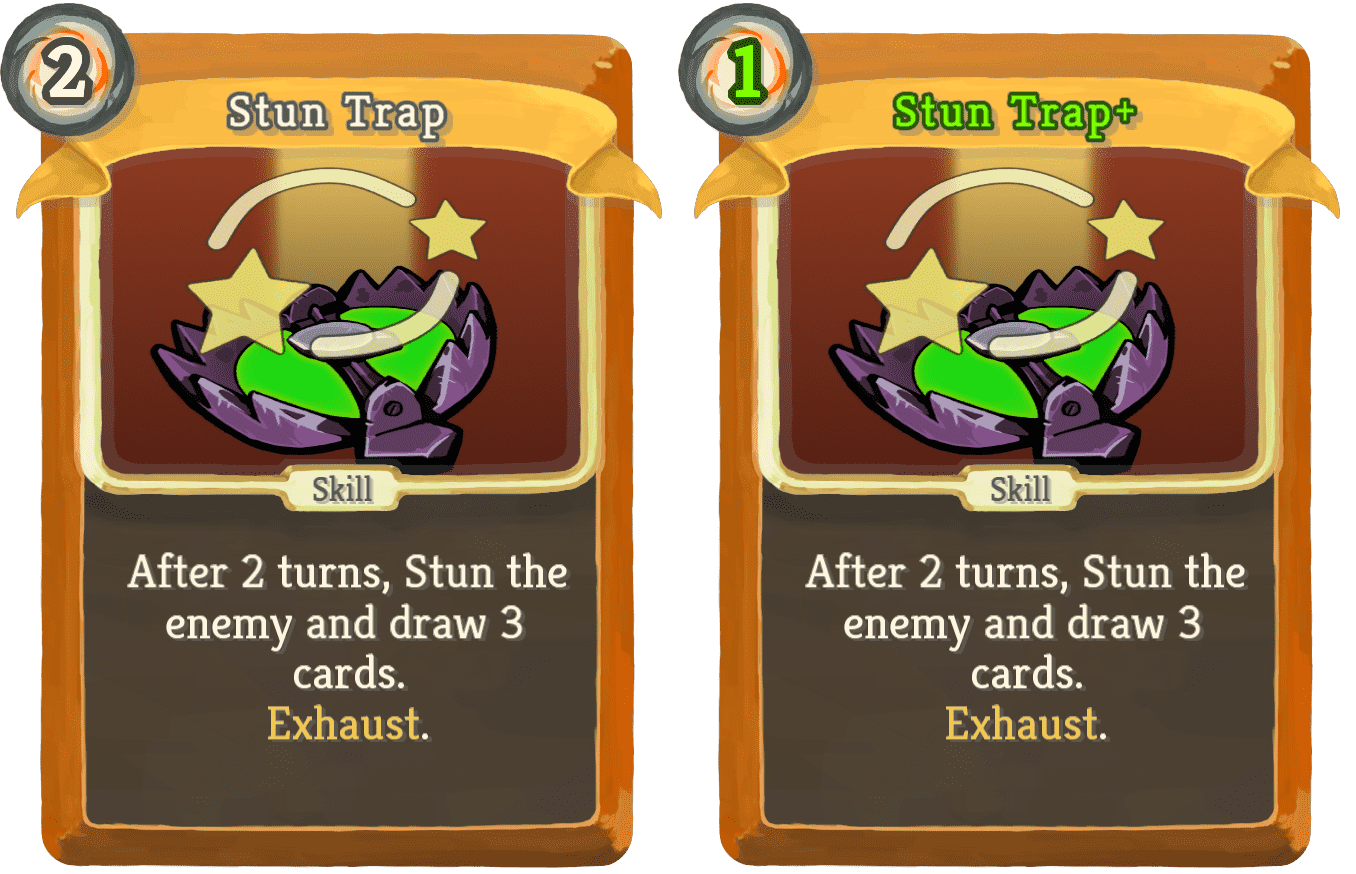 2
Stun Trap
Skill
After 2 turns, Stun the
enemy and draw 3
cards.
Exhaust.
1
Stun Trap+
Skill
After 2 turns, Stun the
enemy and draw 3
cards.
Exhaust.